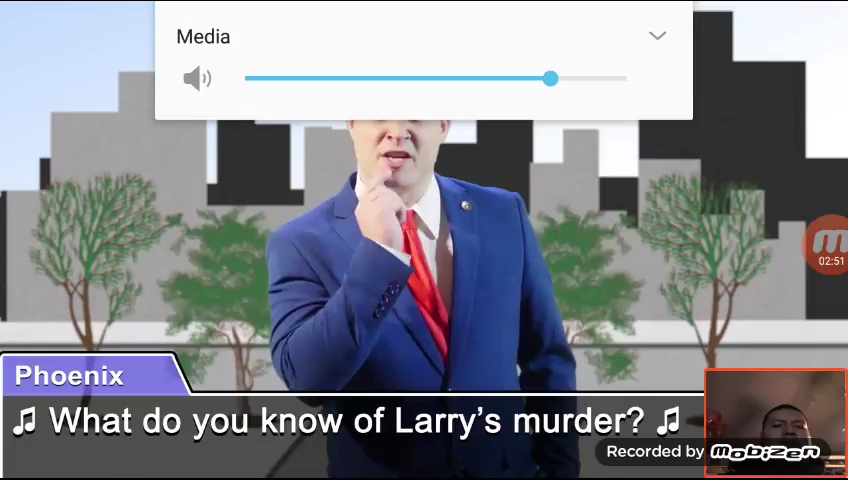 Media
02:51
Phoenix
♫ What do you know of Larry's murder? ♫
Recorded by MOBIZEN